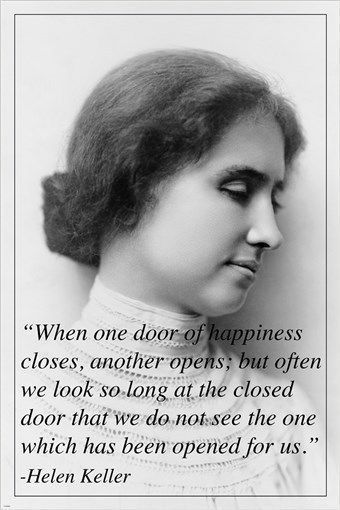 “When one door of happiness
closes, another opens; but often
we look so long at the closed
door that we do not see the one
which has been opened for us.”
-Helen Keller